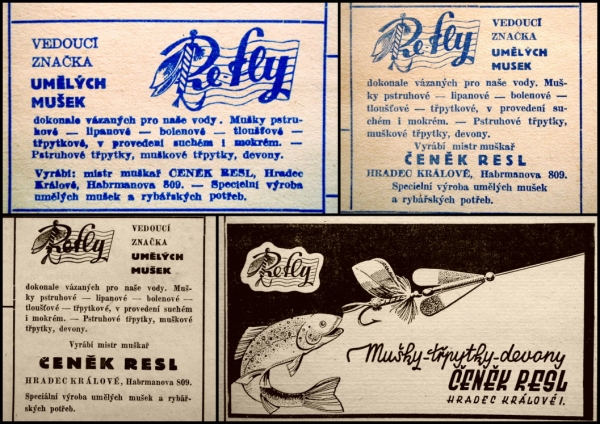 VEDOUCÍ
ZNAČKA
UMĚLÝCH
MUŠEK
Refly
dokonale vázaných pro naše vody. Mušky pstru-
hové — lipanové — bolenové — tloušťové —
třpytkové, v provedení suchém i mokrém. —
Pstruhové třpytky, muškové třpytky, devony.
Vyrábí: mistr muškař ČENĚK RESL, Hradec
Králové, Habrmanova 809. — Specielní výroba
umělých mušek a rybářských potřeb.
Refly
VEDOUCÍ
ZNAČKA
UMĚLÝCH
MUŠEK
dokonale vázaných pro naše vody. Muš-
ky pstruhové — lipanové — bolenové —
tloušťové — třpytkové, v provedení su-
chém i mokrém. — Pstruhové třpytky,
muškové třpytky, devony.
Vyrábí mistr muškař
ČENĚK RESL
HRADEC KRÁLOVÉ, Habrmanova 809.
Specielní výroba umělých mušek
a rybářských potřeb.
Refly
VEDOUCÍ
ZNAČKA
UMĚLÝCH
MUŠEK
dokonale vázaných pro naše vody. Muš-
ky pstruhové — lipanové — bolenové —
tloušťové — třpytkové, v provedení suchém
i mokrém. — Pstruhové třpytky, muškové
třpytky, devony.
Vyrábí mistr muškař
ČENĚK RESL
HRADEC KRÁLOVÉ, Habrmanova 809.
Speciální výroba umělých mušek a rybář-
ských potřeb.
Refly
Mušky-třpytky-devony
ČENĚK RESL
HRADEC KRÁLOVÉ I.